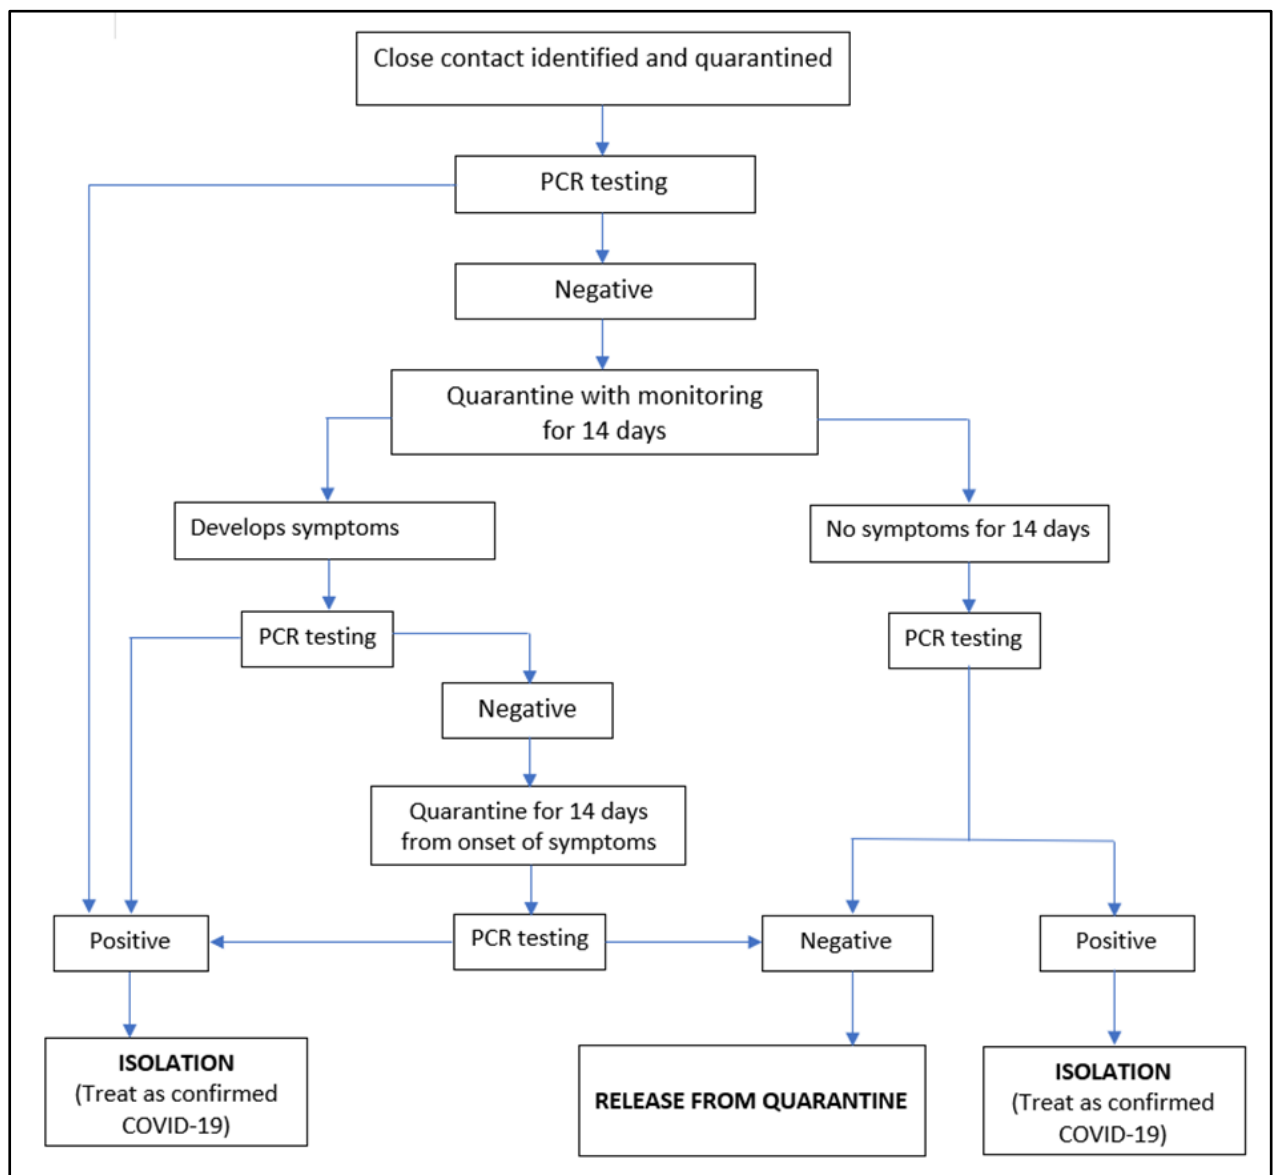 Close contact identified and quarantined
PCR testing
Negative
Quarantine with monitoring
for 14 days
Develops symptoms
No symptoms for 14 days
PCR testing
PCR testing
Negative
Quarantine for 14 days
from onset of symptoms
Positive
PCR testing
Negative
Positive
ISOLATION
(Treat as confirmed
COVID-19)
RELEASE FROM QUARANTINE
ISOLATION
(Treat as confirmed
COVID-19)